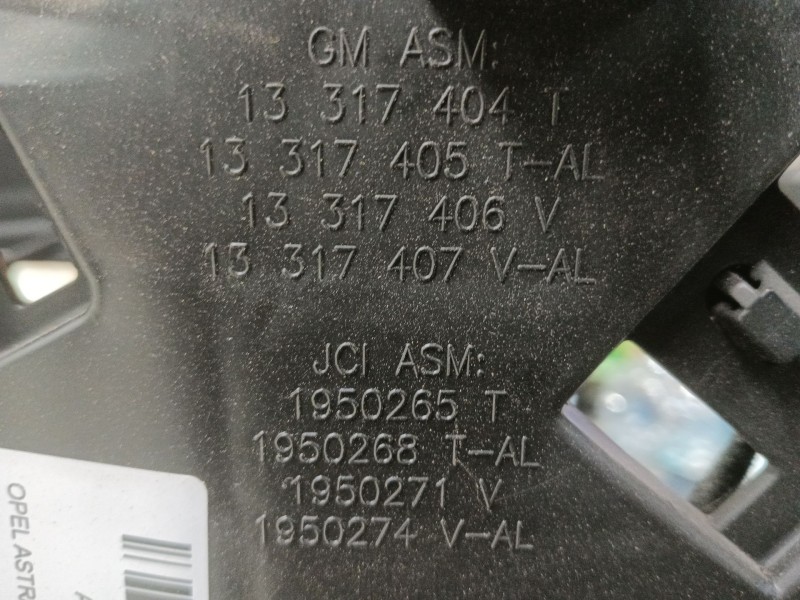 GM ASM:
13 317 404 T
13 317 405 T-AL
13 317 406 V
13 317 407 V-AL
JCI ASM:
1950265 T
1950268 T-AL
1950271 V
1950274 V-AL
OPEL